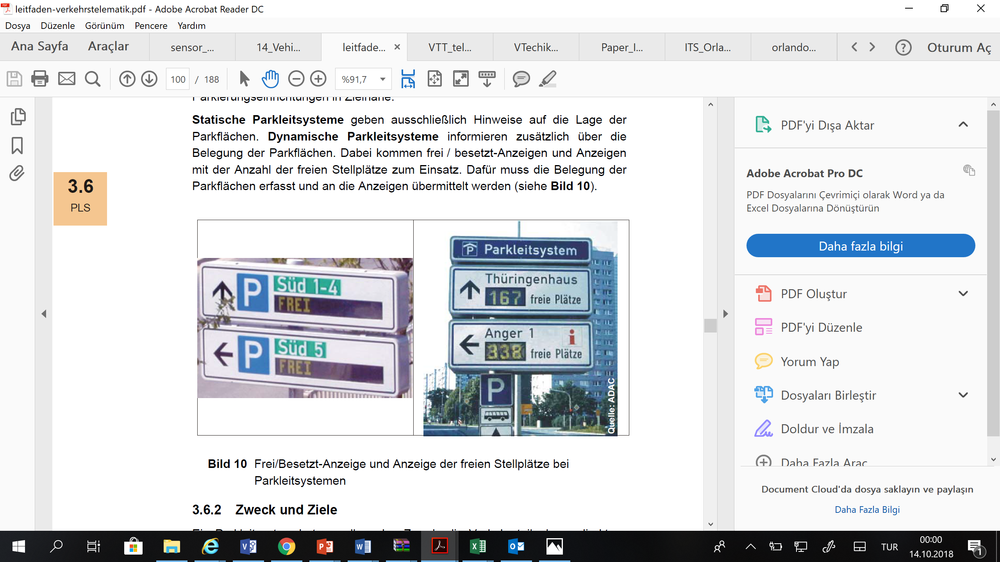 leitfaden-verkehrstelematik.pdf - Adobe Acrobat Reader DC
Dosya Düzenle Görünüm Pencere Yardım
Ana Sayfa Araçlar sensor_... 14_Vehi... leitfade... VTT_tel... VTechik... Paper_I... ITS_Orla... orlando... Oturum Aç
100 / 188 %91,7
Parkierungseinrichtungen in Zielnähe.
Statische Parkleitsysteme geben ausschließlich Hinweise auf die Lage der
Parkflächen. Dynamische Parkleitsysteme informieren zusätzlich über die
Belegung der Parkflächen. Dabei kommen frei / besetzt-Anzeigen und Anzeigen
mit der Anzahl der freien Stellplätze zum Einsatz. Dafür muss die Belegung der
Parkflächen erfasst und an die Anzeigen übermittelt werden (siehe Bild 10).
3.6
PLS
P Süd 1-4
FREI
P Süd 5
FREI
P Parkleitsystem
Thüringenhaus
167 freie Plätze
Anger 1 i
338 freie Plätze
P
Quelle: ADAC
Bild 10 Frei/Besetzt-Anzeige und Anzeige der freien Stellplätze bei
Parkleitsystemen
3.6.2 Zweck und Ziele
PDF'yi Dışa Aktar
Adobe Acrobat Pro DC
PDF Dosyalarını Çevrimiçi olarak Word ya da
Excel Dosyalarına Dönüştürün
Daha fazla bilgi
PDF Oluştur
PDF'yi Düzenle
Yorum Yap
Dosyaları Birleştir
Doldur ve İmzala
Daha Fazla Araç
Document Cloud'da dosya saklayın ve paylaşın
Daha Fazla Bilgi
TUR
00:00
14.10.2018
1